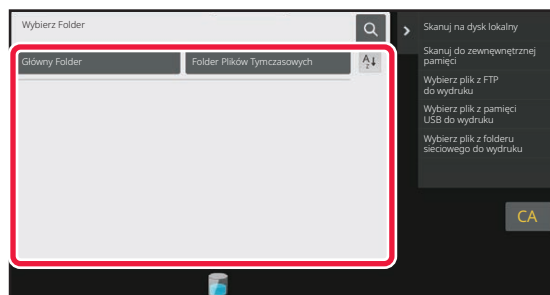 Wybierz Folder
Główny Folder
Folder Plików Tymczasowych
A
Z
Skanuj na dysk lokalny
Skanuj do zewnęwnętrznej
pamięci
Wybierz plik z FTP
do wydruku
Wybierz plik z pamięci
USB do wydruku
Wybierz plik z folderu
sieciowego do wydruku
CA